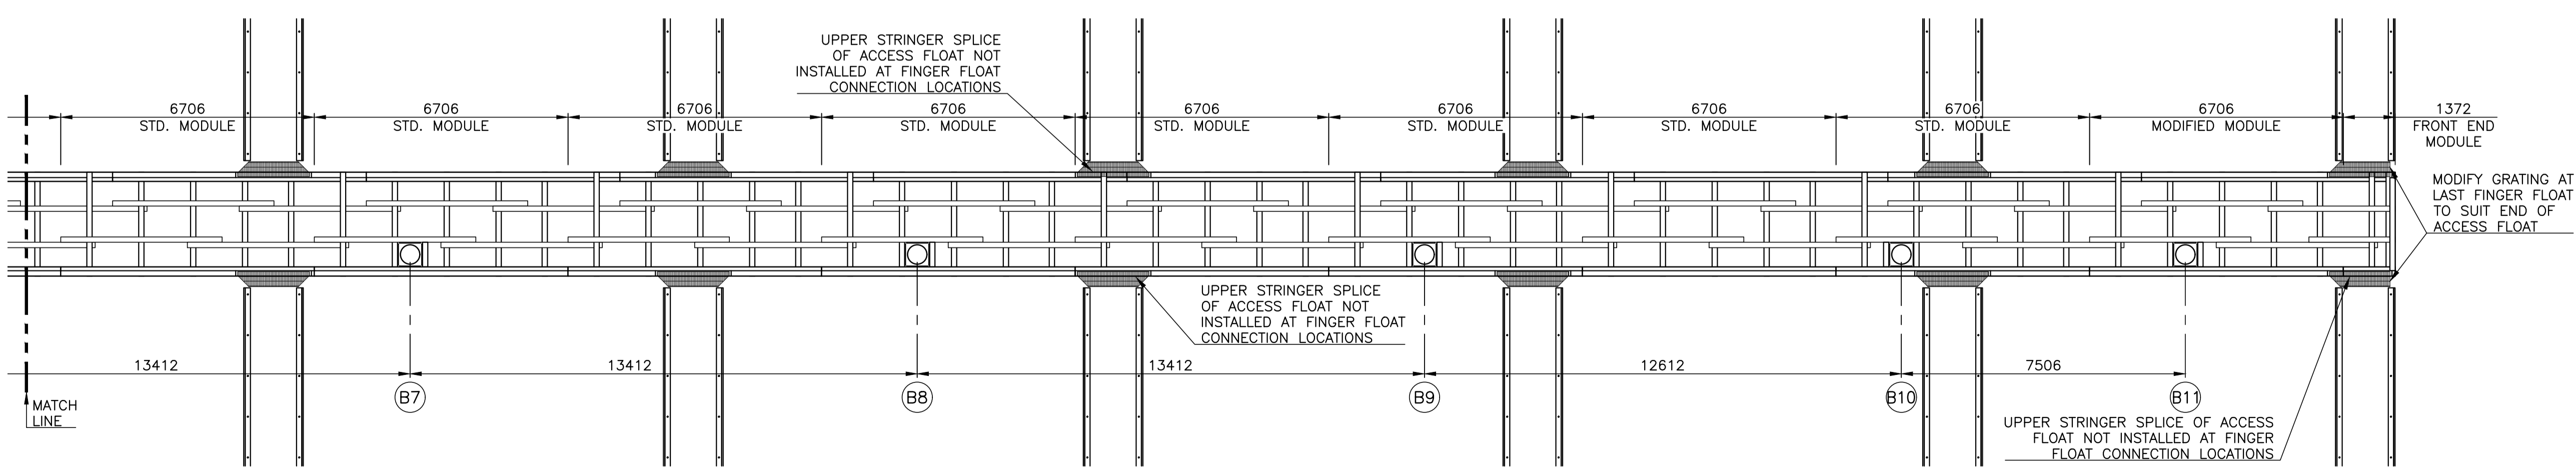 UPPER STRINGER SPLICE
OF ACCESS FLOAT NOT
INSTALLED AT FINGER FLOAT
CONNECTION LOCATIONS
6706
STD. MODULE
6706
STD. MODULE
6706
STD. MODULE
6706
STD. MODULE
6706
STD. MODULE
6706
STD. MODULE
6706
STD. MODULE
6706
STD. MODULE
6706
MODIFIED MODULE
1372
FRONT END
MODULE
MODIFY GRATING AT
LAST FINGER FLOAT
TO SUIT END OF
ACCESS FLOAT
UPPER STRINGER SPLICE
OF ACCESS FLOAT NOT
INSTALLED AT FINGER FLOAT
CONNECTION LOCATIONS
13412
13412
13412
12612
7506
B7
B8
B9
B10
B11
MATCH
LINE
UPPER STRINGER SPLICE OF ACCESS
FLOAT NOT INSTALLED AT FINGER
FLOAT CONNECTION LOCATIONS